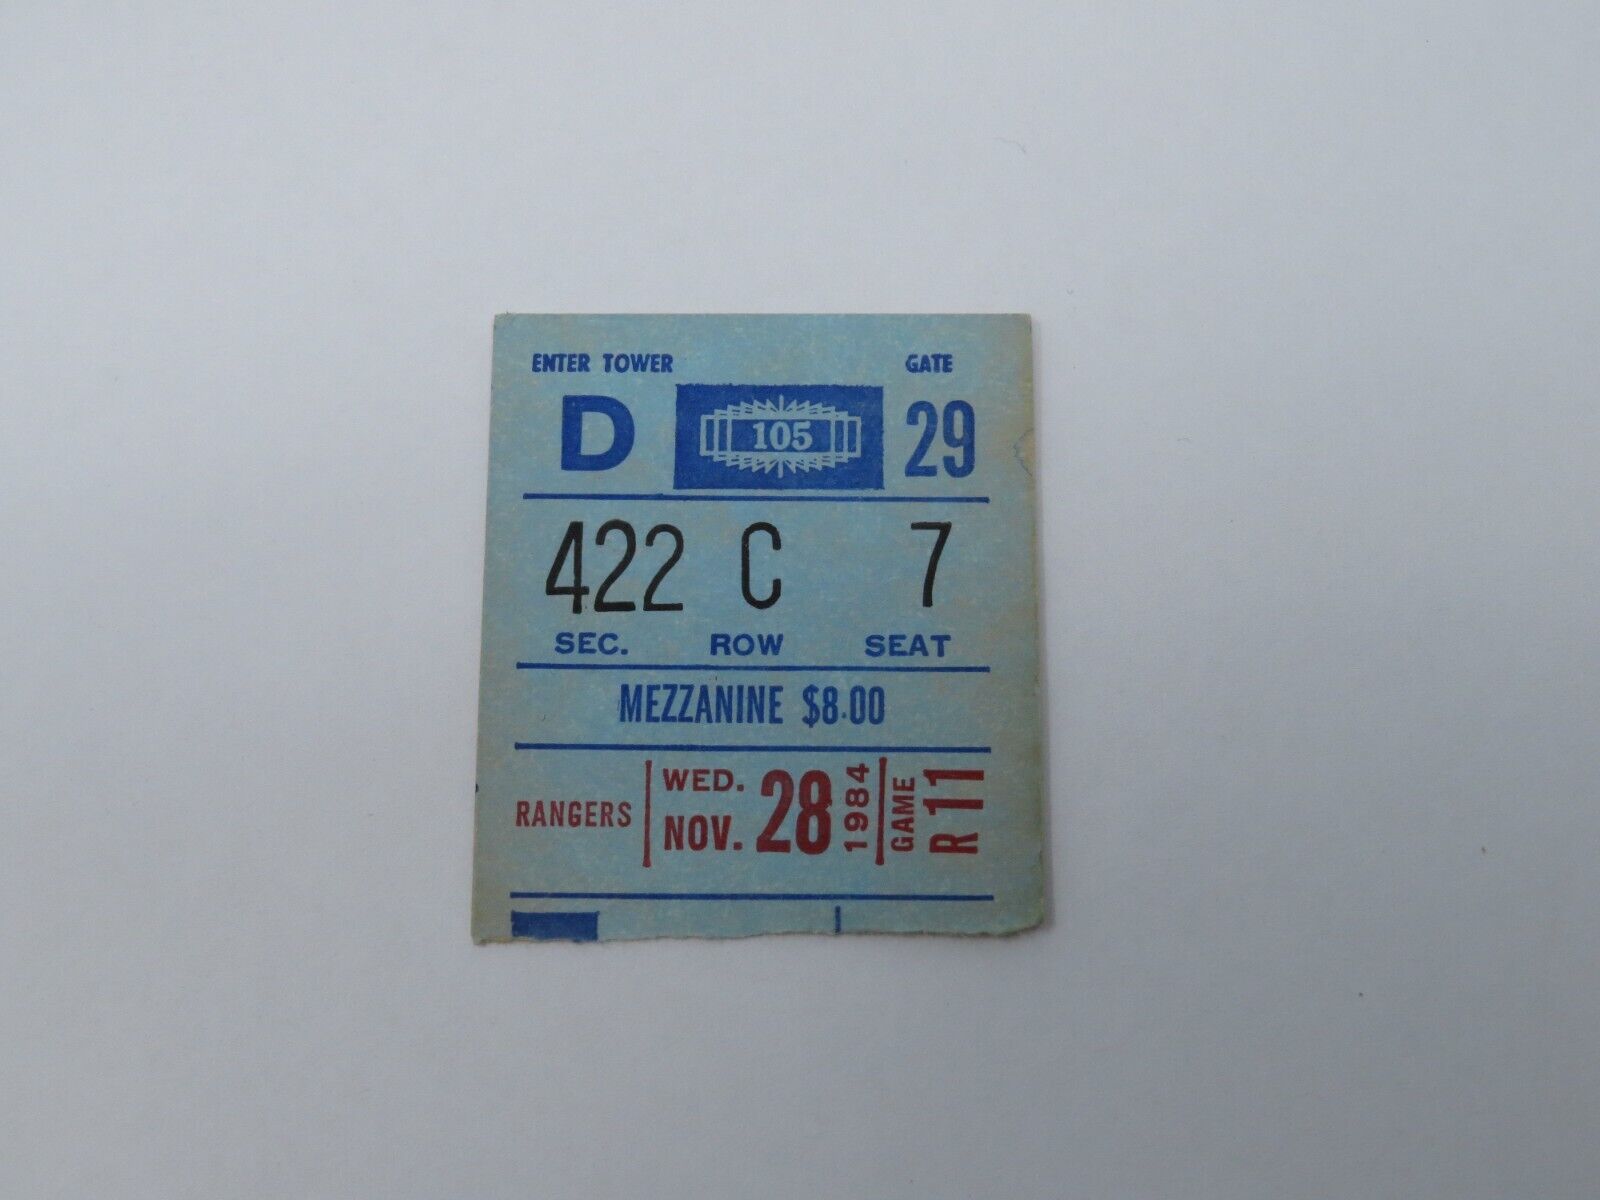 ENTER TOWER GATE
D 105 29
422 C 7
SEC. ROW SEAT
MEZZANINE $8.00
RANGERS
WED.
NOV. 28
1984
GAME
R 11